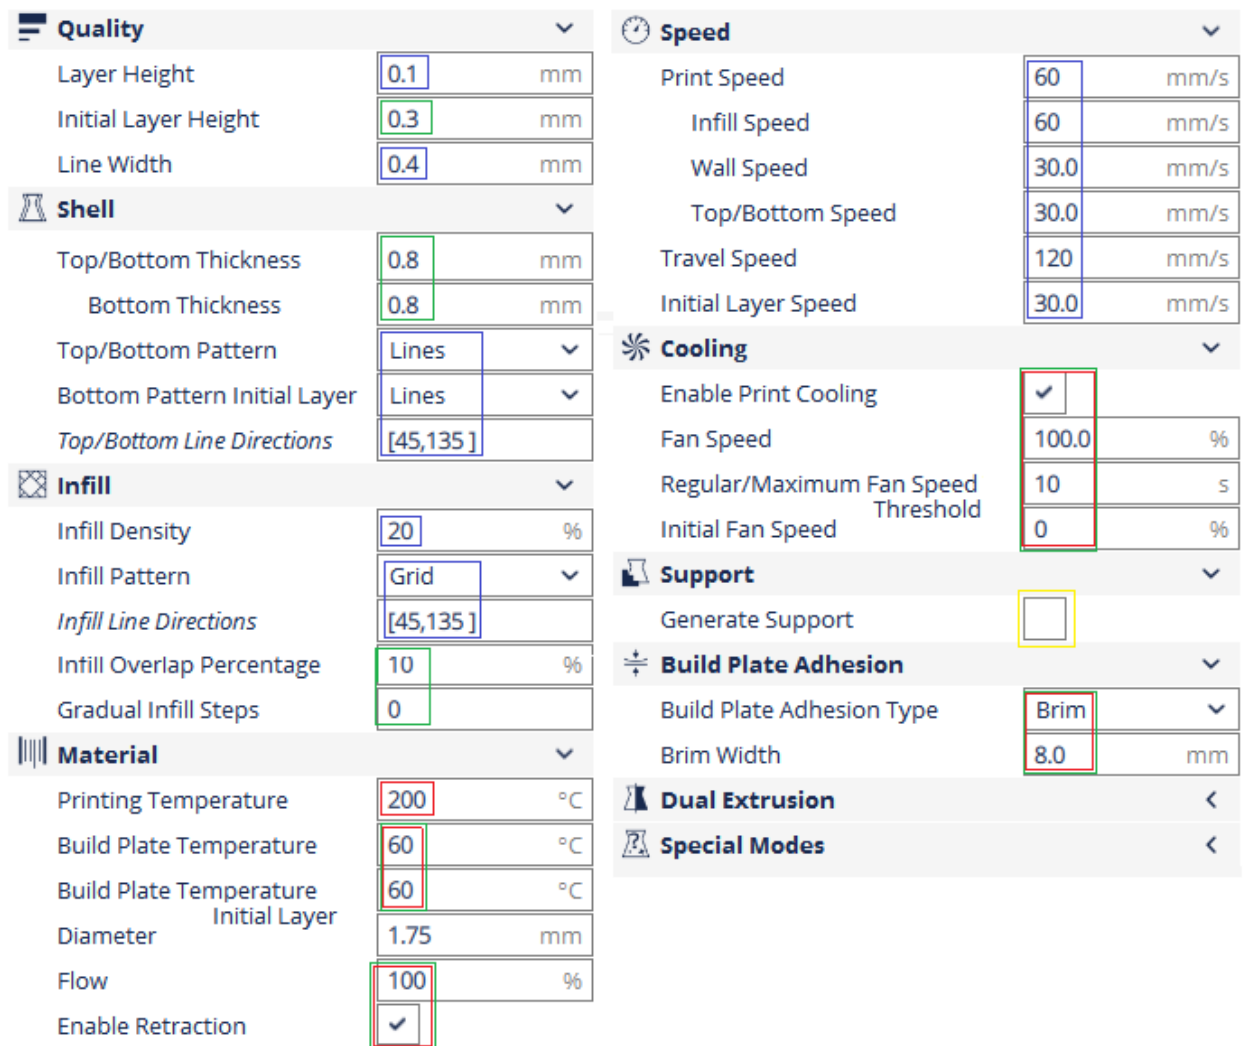 Quality
Layer Height 0.1 mm
Initial Layer Height 0.3 mm
Line Width 0.4 mm
Shell
Top/Bottom Thickness 0.8 mm
Bottom Thickness 0.8 mm
Top/Bottom Pattern Lines
Bottom Pattern Initial Layer Lines
Top/Bottom Line Directions [45,135 ]
Infill
Infill Density 20 %
Infill Pattern Grid
Infill Line Directions [45,135 ]
Infill Overlap Percentage 10 %
Gradual Infill Steps 0
Material
Printing Temperature 200 °C
Build Plate Temperature 60 °C
Build Plate Temperature 60 °C
Initial Layer
Diameter 1.75 mm
Flow 100 %
Enable Retraction
Speed
Print Speed 60 mm/s
Infill Speed 60 mm/s
Wall Speed 30.0 mm/s
Top/Bottom Speed 30.0 mm/s
Travel Speed 120 mm/s
Initial Layer Speed 30.0 mm/s
Cooling
Enable Print Cooling
Fan Speed 100.0 %
Regular/Maximum Fan Speed 10 s
Threshold
Initial Fan Speed 0 %
Support
Generate Support
Build Plate Adhesion
Build Plate Adhesion Type Brim
Brim Width 8.0 mm
Dual Extrusion
Special Modes